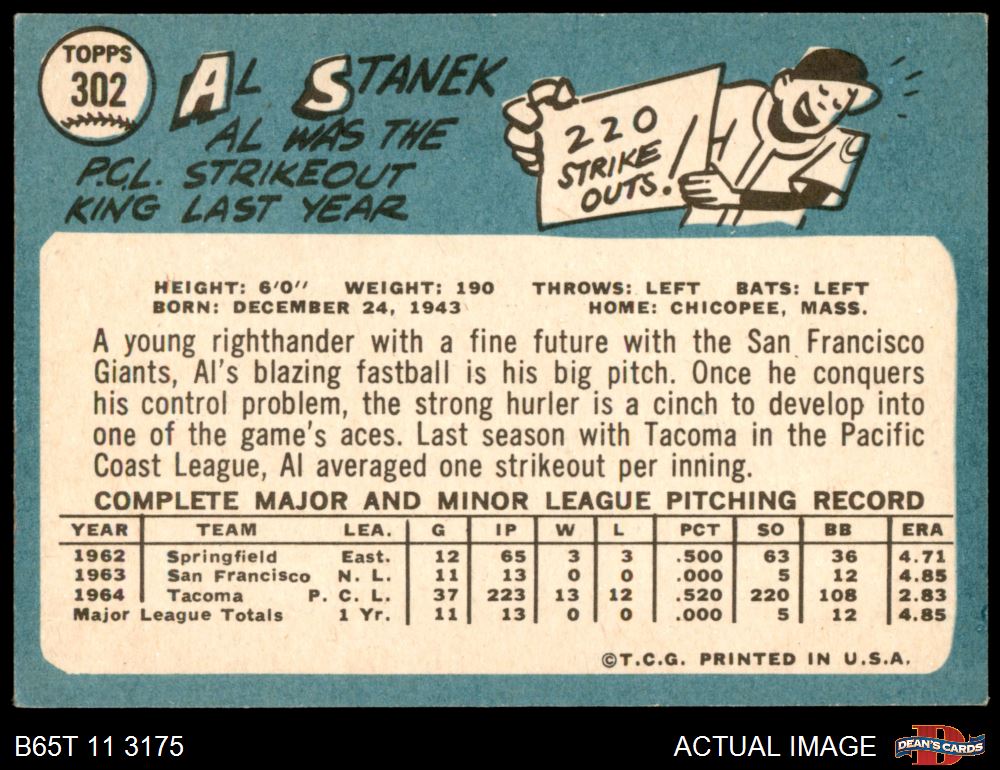 TOPPS
302
AL STANEK
AL WAS THE
P.C.L. STRIKEOUT
KING LAST YEAR
220
STRIKE
OUTS!
HEIGHT: 6'0" WEIGHT: 190 THROWS: LEFT BATS: LEFT
BORN: DECEMBER 24, 1943 HOME: CHICOPEE, MASS.
A young righthander with a fine future with the San Francisco
Giants, Al's blazing fastball is his big pitch. Once he conquers
his control problem, the strong hurler is a cinch to develop into
one of the game's aces. Last season with Tacoma in the Pacific
Coast League, Al averaged one strikeout per inning.
COMPLETE MAJOR AND MINOR LEAGUE PITCHING RECORD
YEAR TEAM LEA. G IP W L PCT SO BB ERA
1962 Springfield East. 12 65 3 3 .500 63 36 4.71
1963 San Francisco N. L. 11 13 0 0 .000 5 12 4.85
1964 Tacoma P. C. L. 37 223 13 12 .520 220 108 2.83
Major League Totals 1 Yr. 11 13 0 0 .000 5 12 4.85
©T.C.G. PRINTED IN U.S.A.
B65T 11 3175 ACTUAL IMAGE DEAN'S CARDS